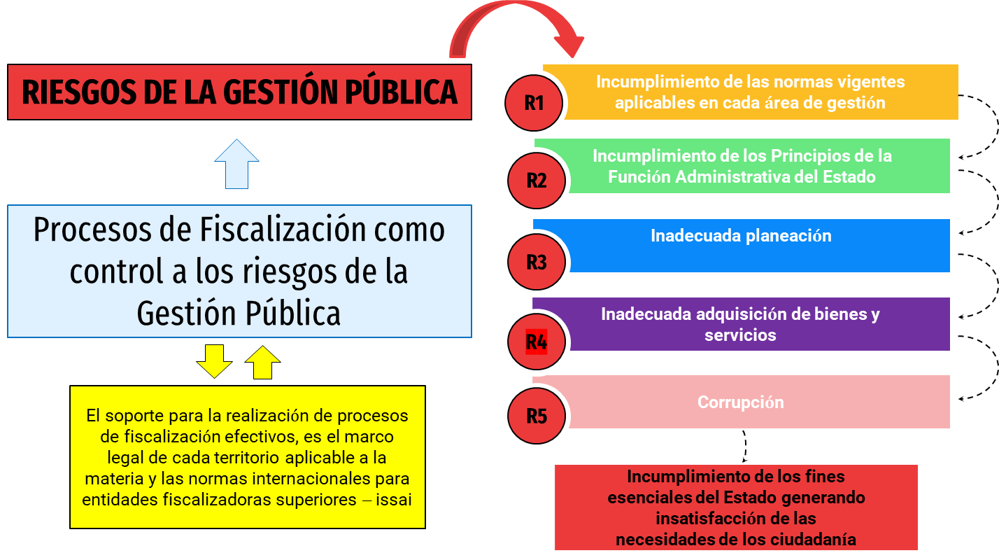 RIESGOS DE LA GESTIÓN PÚBLICA
Procesos de Fiscalización como
control a los riesgos de la
Gestión Pública
El soporte para la realización de procesos
de fiscalización efectivos, es el marco
legal de cada territorio aplicable a la
materia y las normas internacionales para
entidades fiscalizadoras superiores – issai
R1
Incumplimiento de las normas vigentes
aplicables en cada área de gestión
R2
Incumplimiento de los Principios de la
Función Administrativa del Estado
R3
Inadecuada planeación
R4
Inadecuada adquisición de bienes y
servicios
R5
Corrupción
Incumplimiento de los fines
esenciales del Estado generando
insatisfacción de las
necesidades de los ciudadanía